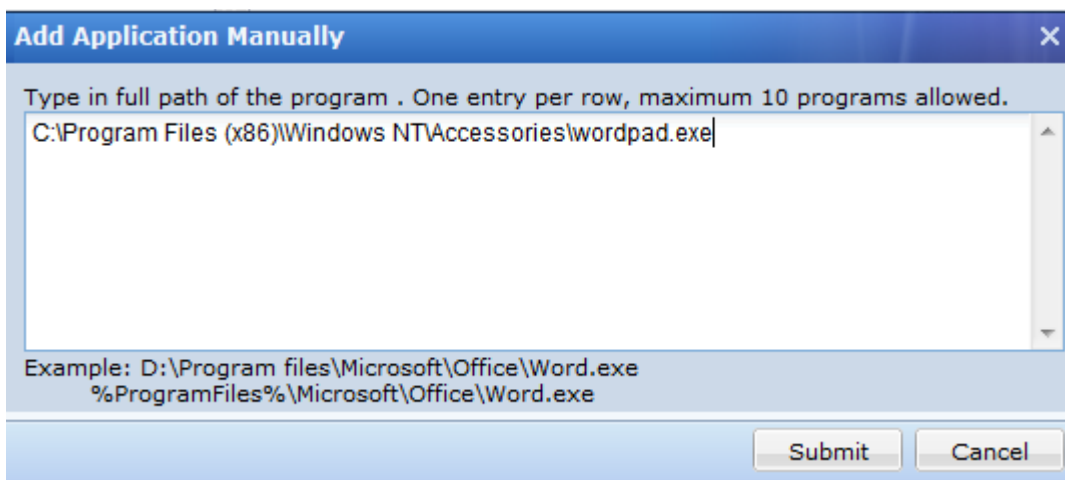 Add Application Manually
Type in full path of the program . One entry per row, maximum 10 programs allowed.
C:\Program Files (x86)\Windows NT\Accessories\wordpad.exe
Example: D:\Program files\Microsoft\Office\Word.exe
%ProgramFiles%\Microsoft\Office\Word.exe
Submit Cancel